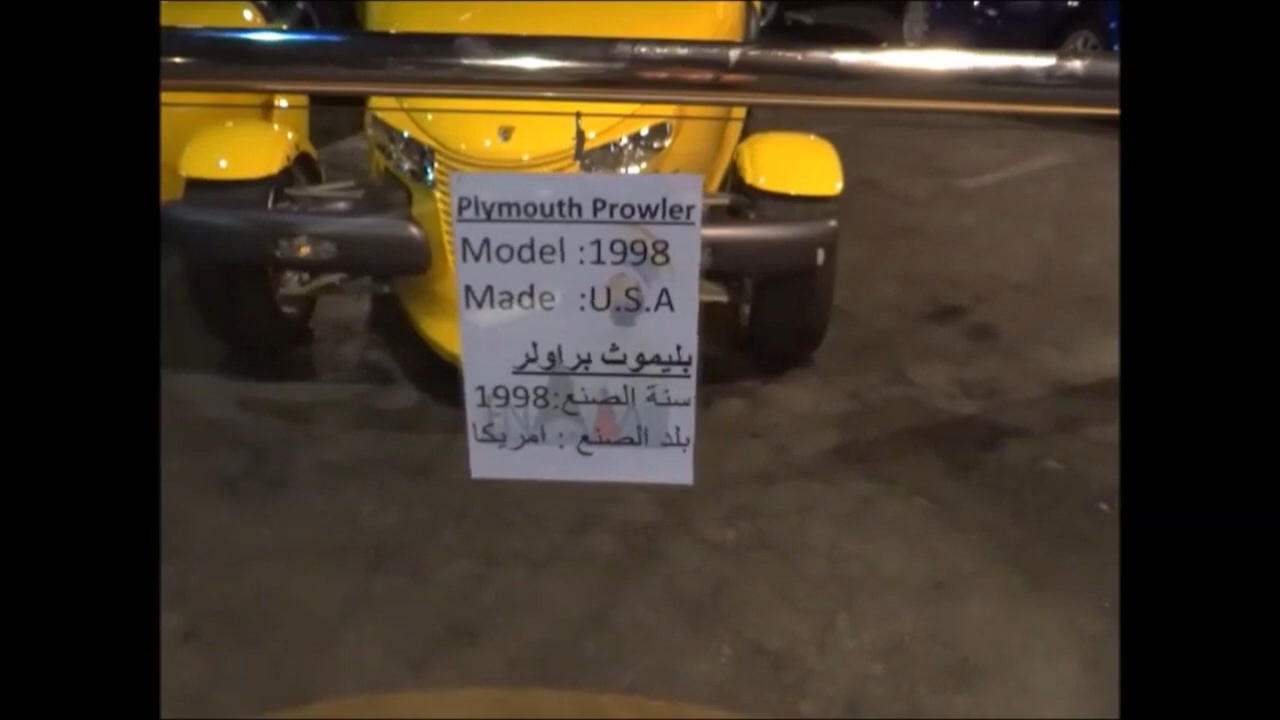 Plymouth Prowler
Model :1998
Made :U.S.A
بليموث براولر
سنة الصنع:1998
بلد الصنع : امريكا